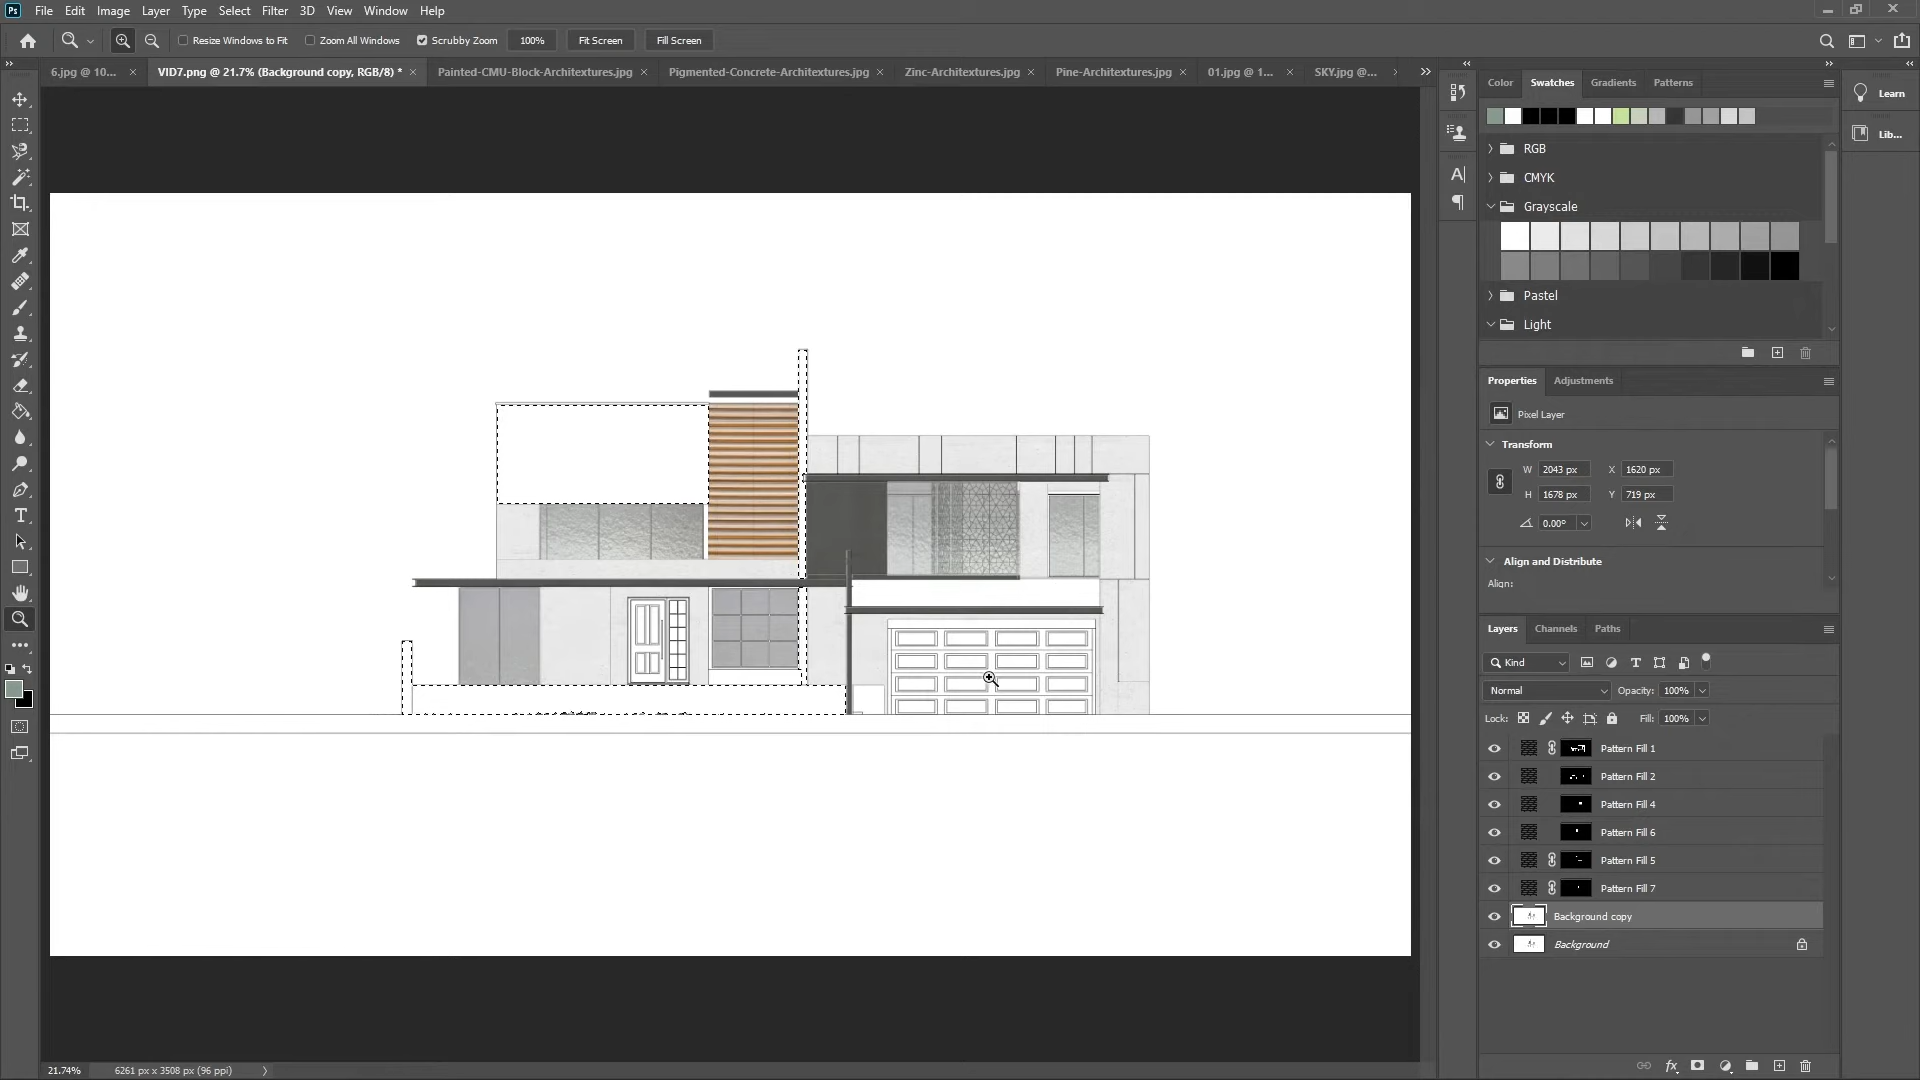 Ps File Edit Image Layer Type Select Filter 3D View Window Help
Resize Windows to Fit Zoom All Windows Scrubby Zoom 100% Fit Screen Fill Screen
6.jpg @ 10... × VID7.png @ 21.7% (Background copy, RGB/8) * × Painted-CMU-Block-Architextures.jpg × Pigmented-Concrete-Architextures.jpg × Zinc-Architextures.jpg × Pine-Architextures.jpg × 01.jpg @ 1... × SKY.jpg @...
Color Swatches Gradients Patterns
Learn
Lib...
RGB
CMYK
Grayscale
Pastel
Light
Properties Adjustments
Pixel Layer
Transform
W 2043 px X 1620 px
H 1678 px Y 719 px
0.00°
Align and Distribute
Align:
Layers Channels Paths
Kind
Normal Opacity: 100%
Lock: Fill: 100%
Pattern Fill 1
Pattern Fill 2
Pattern Fill 4
Pattern Fill 6
Pattern Fill 5
Pattern Fill 7
Background copy
Background
fx
21.74% 6261 px x 3508 px (96 ppi)